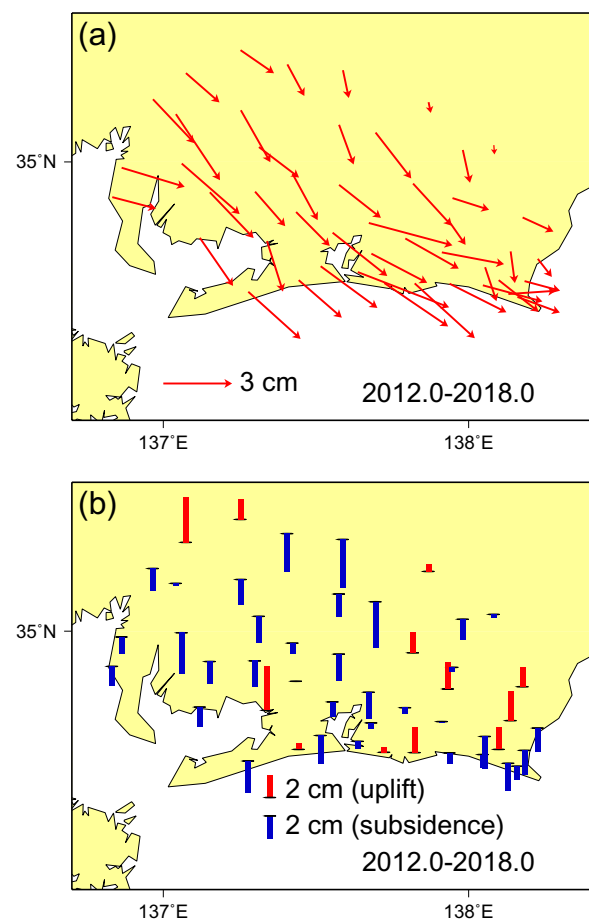 (a)
35˚N
3 cm
2012.0-2018.0
137˚E
138˚E
(b)
35˚N
2 cm (uplift)
2 cm (subsidence)
2012.0-2018.0
137˚E
138˚E